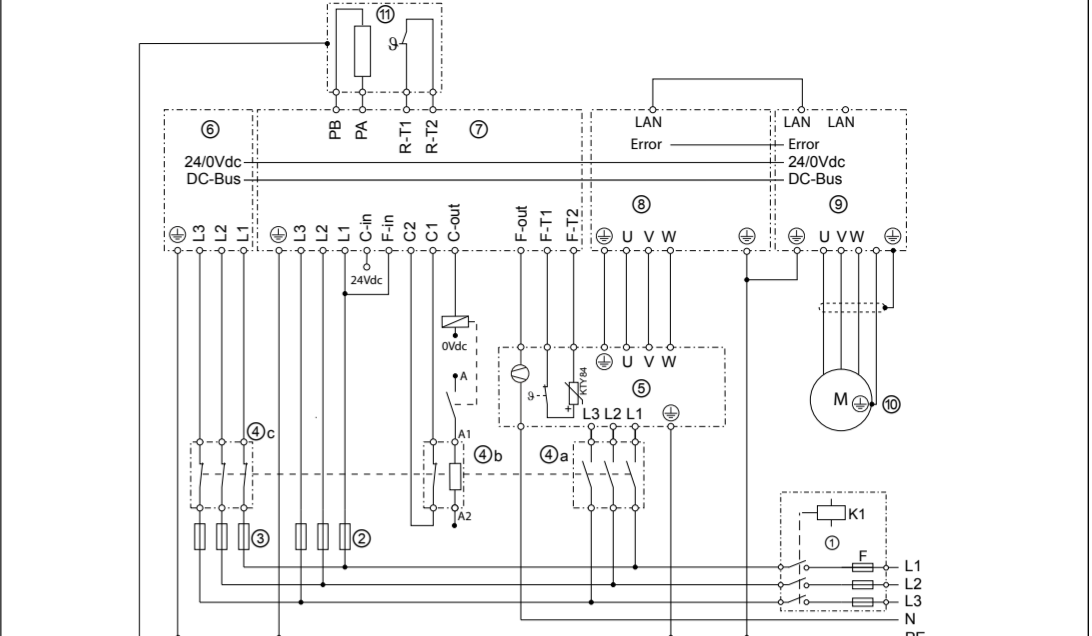 ⑪
ϑ
PB PA R-T1 R-T2
LAN LAN LAN
⑥ ⑦
Error Error
24/0Vdc 24/0Vdc
DC-Bus DC-Bus
⑧ ⑨
L3 L2 L1 L3 L2 L1 C-in F-in C2 C1 C-out F-out F-T1 F-T2 U V W U V W
24Vdc
0Vdc
U V W
⑤
KTY84
A
ϑ
+
+
M ⑩
L3 L2 L1
④c A1 ④b ④a
A2
K1
③ ② ①
F
L1
L2
L3
N